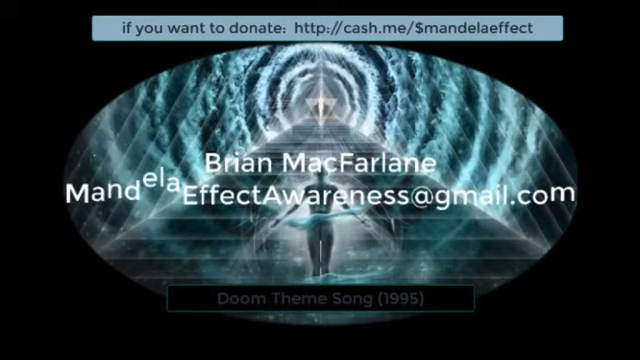 if you want to donate: http://cash.me/$mandelaeffect
Brian MacFarlane
MandelaEffectAwareness@gmail.com
Doom Theme Song (1995)